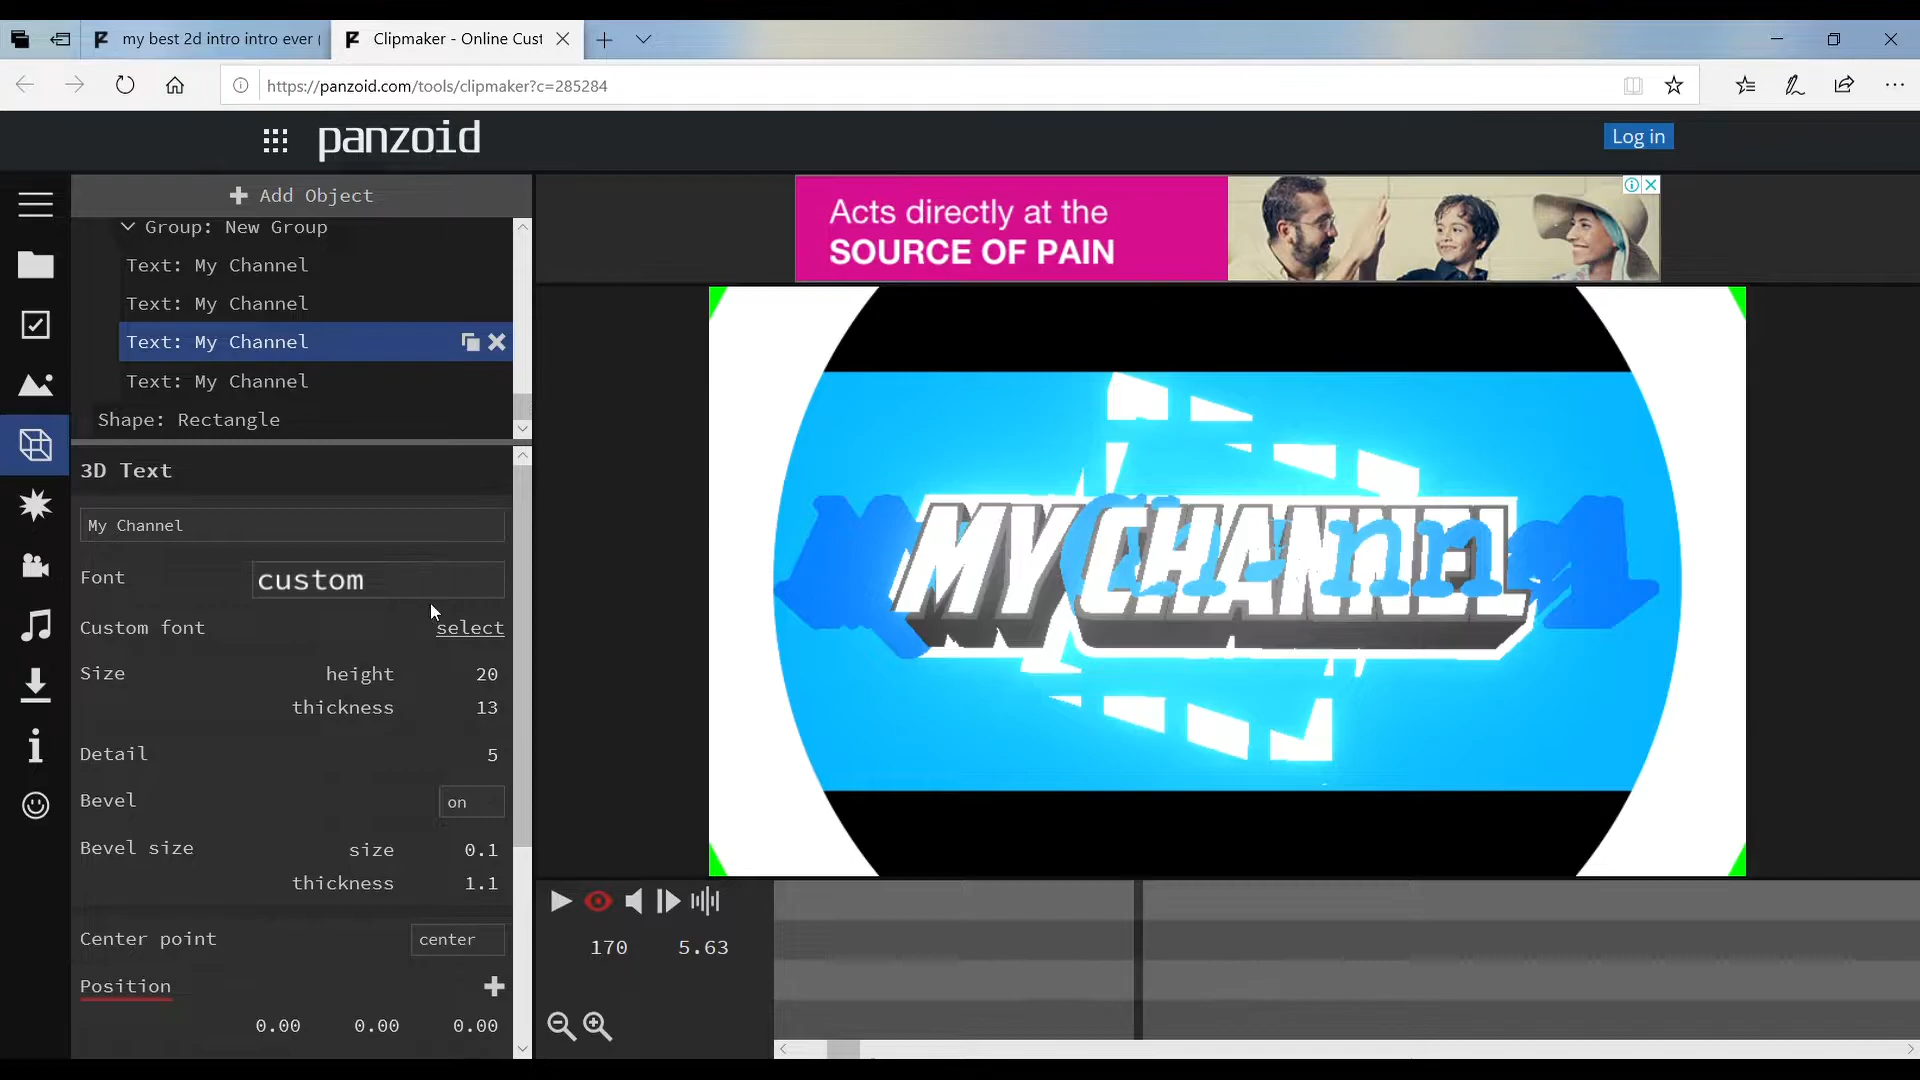 my best 2d intro intro ever (
Clipmaker - Online Cust
https://panzoid.com/tools/clipmaker?c=285284
panzoid
Log in
Add Object
Group: New Group
Text: My Channel
Text: My Channel
Text: My Channel
Text: My Channel
Shape: Rectangle
Acts directly at the
SOURCE OF PAIN
3D Text
My Channel
Font custom
Custom font select
Size height 20
thickness 13
Detail 5
Bevel on
Bevel size size 0.1
thickness 1.1
Center point center
Position
0.00 0.00 0.00
MY CHANNEL
170 5.63